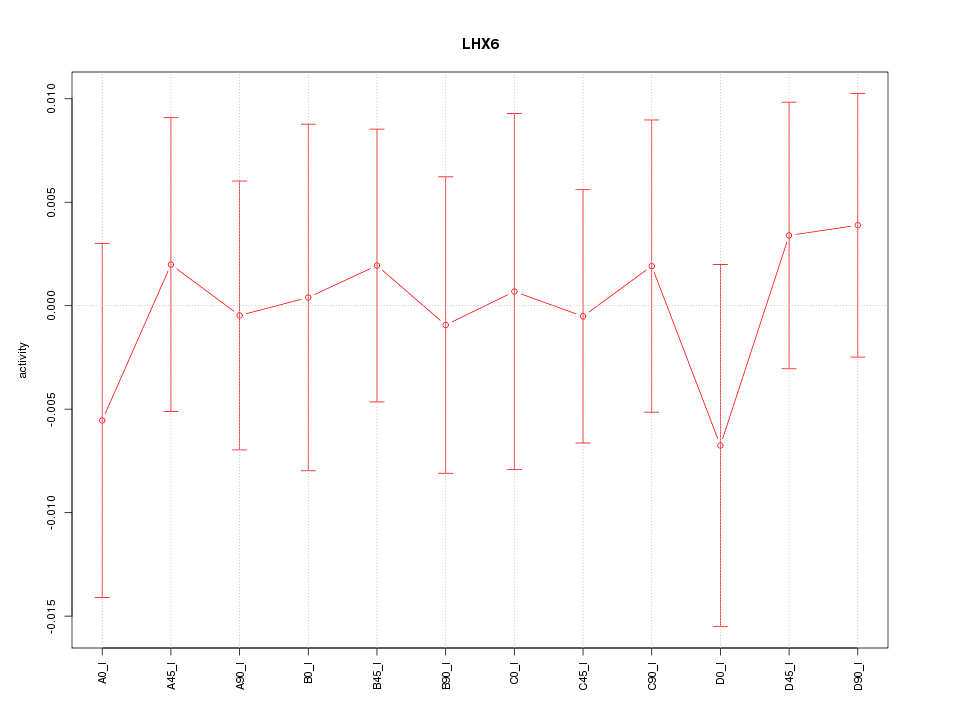 LHX6
activity
0.010
0.005
0.000
-0.005
-0.010
-0.015
A0_I
A45_I
A90_I
B0_I
B45_I
B90_I
C0_I
C45_I
C90_I
D0_I
D45_I
D90_I